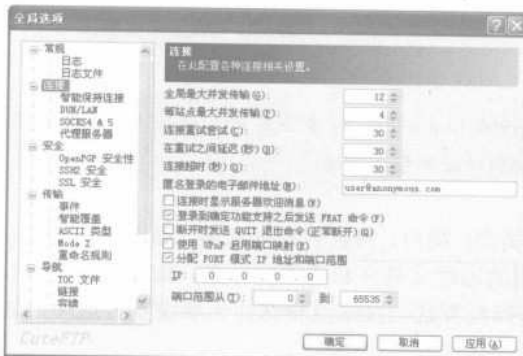 全局选项
常规
日志
日志文件
连接
智能保持连接
DUN/LAN
SOCKS4 & 5
代理服务器
安全
OpenPGP 安全性
SSH2 安全
SSL 安全
传输
事件
智能覆盖
ASCII 类型
Mode Z
重命名规则
导航
TOC 文件
链接
容错
CuteFTP
连接
在此配置各种连接相关设置。
全局最大并发传输(G): 12
每站点最大并发传输(P): 4
连接重试尝试(C): 30
在重试之间延迟(秒)(D): 30
连接超时(秒)(O): 30
匿名登录的电子邮件地址(E): user@anonymous.com
连接时显示服务器欢迎消息(W)
登录到确定功能支持之后发送 FEAT 命令(F)
断开时发送 QUIT 退出命令(正常断开)(Q)
使用 UPnP 启用端口映射(E)
分配 PORT 模式 IP 地址和端口范围
IP: 0 . 0 . 0 . 0
端口范围从(T): 0 到: 65535
确定 取消 应用(A)